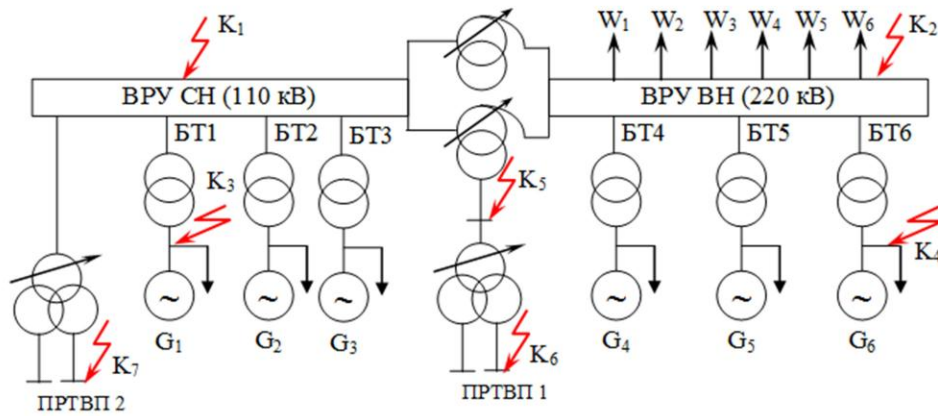 K₁
W₁ W₂ W₃ W₄ W₅ W₆ K₂
ВРУ СН (110 кВ) ВРУ ВН (220 кВ)
БТ1 БТ2 БТ3 БТ4 БТ5 БТ6
K₃ K₅
K₄
~ ~ ~ ~ ~ ~
G₁ G₂ G₃ G₄ G₅ G₆
K₇ K₆
ПРТВП 2 ПРТВП 1